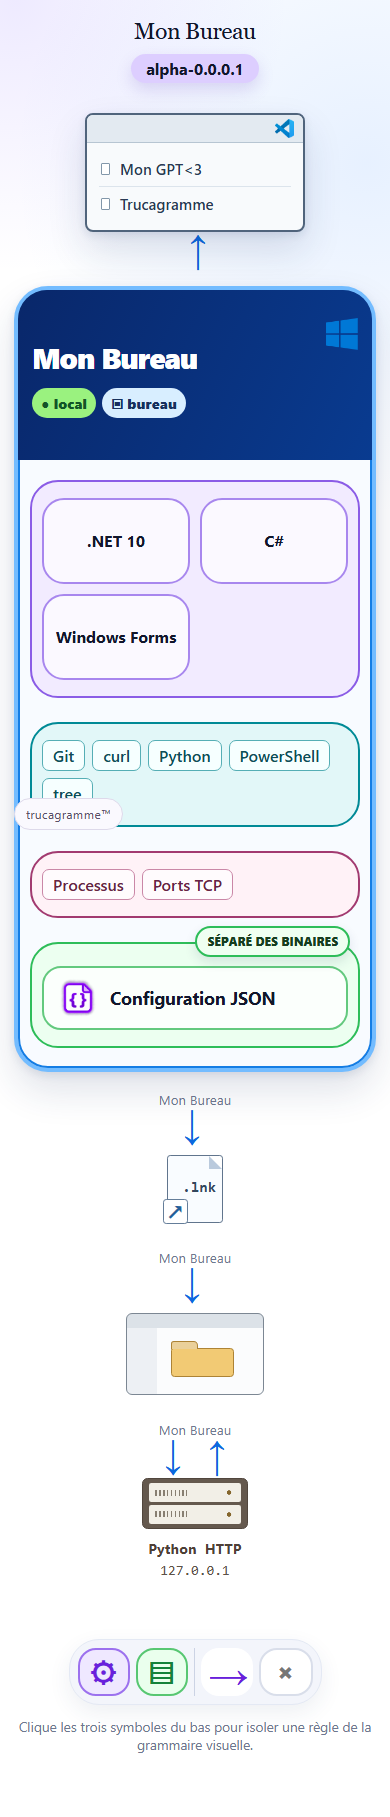 Mon Bureau
alpha-0.0.0.1
Mon GPT<3
Trucagramme
Mon Bureau
local
bureau
.NET 10
C#
Windows Forms
Git
curl
Python
PowerShell
tree
trucagramme™
Processus
Ports TCP
SÉPARÉ DES BINAIRES
{} Configuration JSON
Mon Bureau
.lnk
Mon Bureau
Mon Bureau
Python HTTP
127.0.0.1
Clique les trois symboles du bas pour isoler une règle de la
grammaire visuelle.